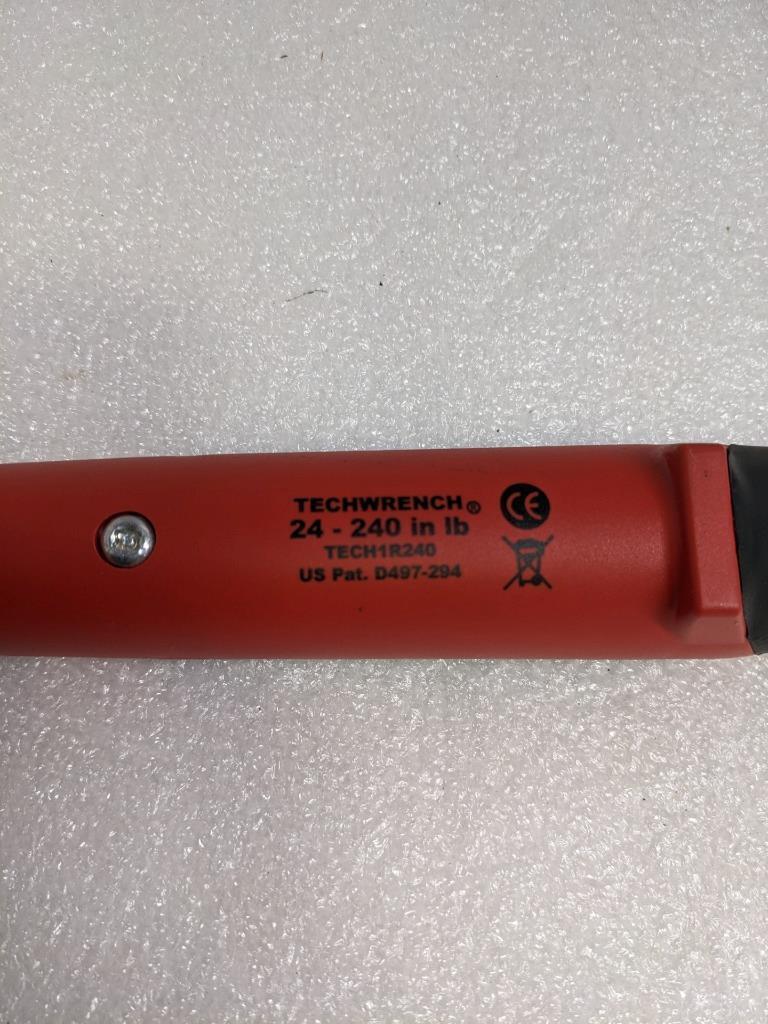 TECHWRENCH®
24 - 240 in lb
TECH1R240
US Pat. D497-294
CE